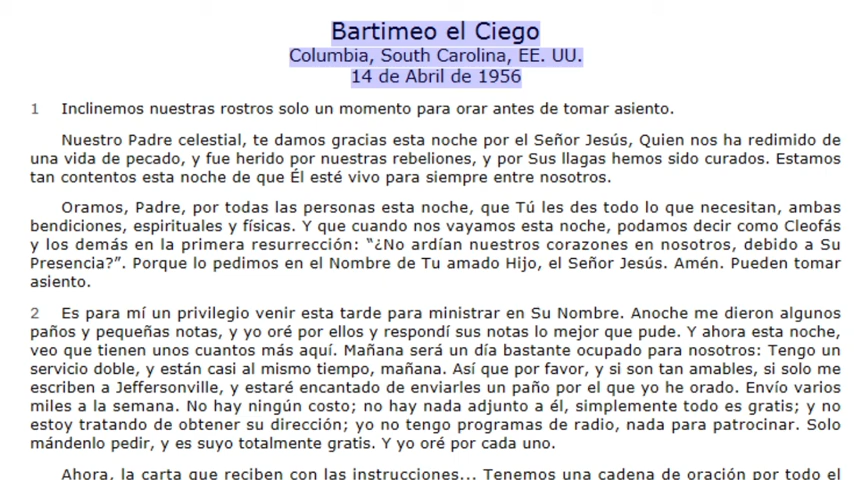 Bartimeo el Ciego
Columbia, South Carolina, EE. UU.
14 de Abril de 1956
1 Inclinemos nuestras rostros solo un momento para orar antes de tomar asiento.
Nuestro Padre celestial, te damos gracias esta noche por el Señor Jesús, Quien nos ha redimido de
una vida de pecado, y fue herido por nuestras rebeliones, y por Sus llagas hemos sido curados. Estamos
tan contentos esta noche de que Él esté vivo para siempre entre nosotros.
Oramos, Padre, por todas las personas esta noche, que Tú les des todo lo que necesitan, ambas
bendiciones, espirituales y físicas. Y que cuando nos vayamos esta noche, podamos decir como Cleofás
y los demás en la primera resurrección: “¿No ardían nuestros corazones en nosotros, debido a Su
Presencia?”. Porque lo pedimos en el Nombre de Tu amado Hijo, el Señor Jesús. Amén. Pueden tomar
asiento.
2 Es para mí un privilegio venir esta tarde para ministrar en Su Nombre. Anoche me dieron algunos
paños y pequeñas notas, y yo oré por ellos y respondí sus notas lo mejor que pude. Y ahora esta noche,
veo que tienen unos cuantos más aquí. Mañana será un día bastante ocupado para nosotros: Tengo un
servicio doble, y están casi al mismo tiempo, mañana. Así que por favor, y si son tan amables, si solo me
escriben a Jeffersonville, y estaré encantado de enviarles un paño por el que yo he orado. Envío varios
miles a la semana. No hay ningún costo; no hay nada adjunto a él, simplemente todo es gratis; y no
estoy tratando de obtener su dirección; yo no tengo programas de radio, nada para patrocinar. Solo
mándenlo pedir, y es suyo totalmente gratis. Y yo oré por cada uno.
Ahora, la carta que reciben con las instrucciones... Tenemos una cadena de oración por todo el